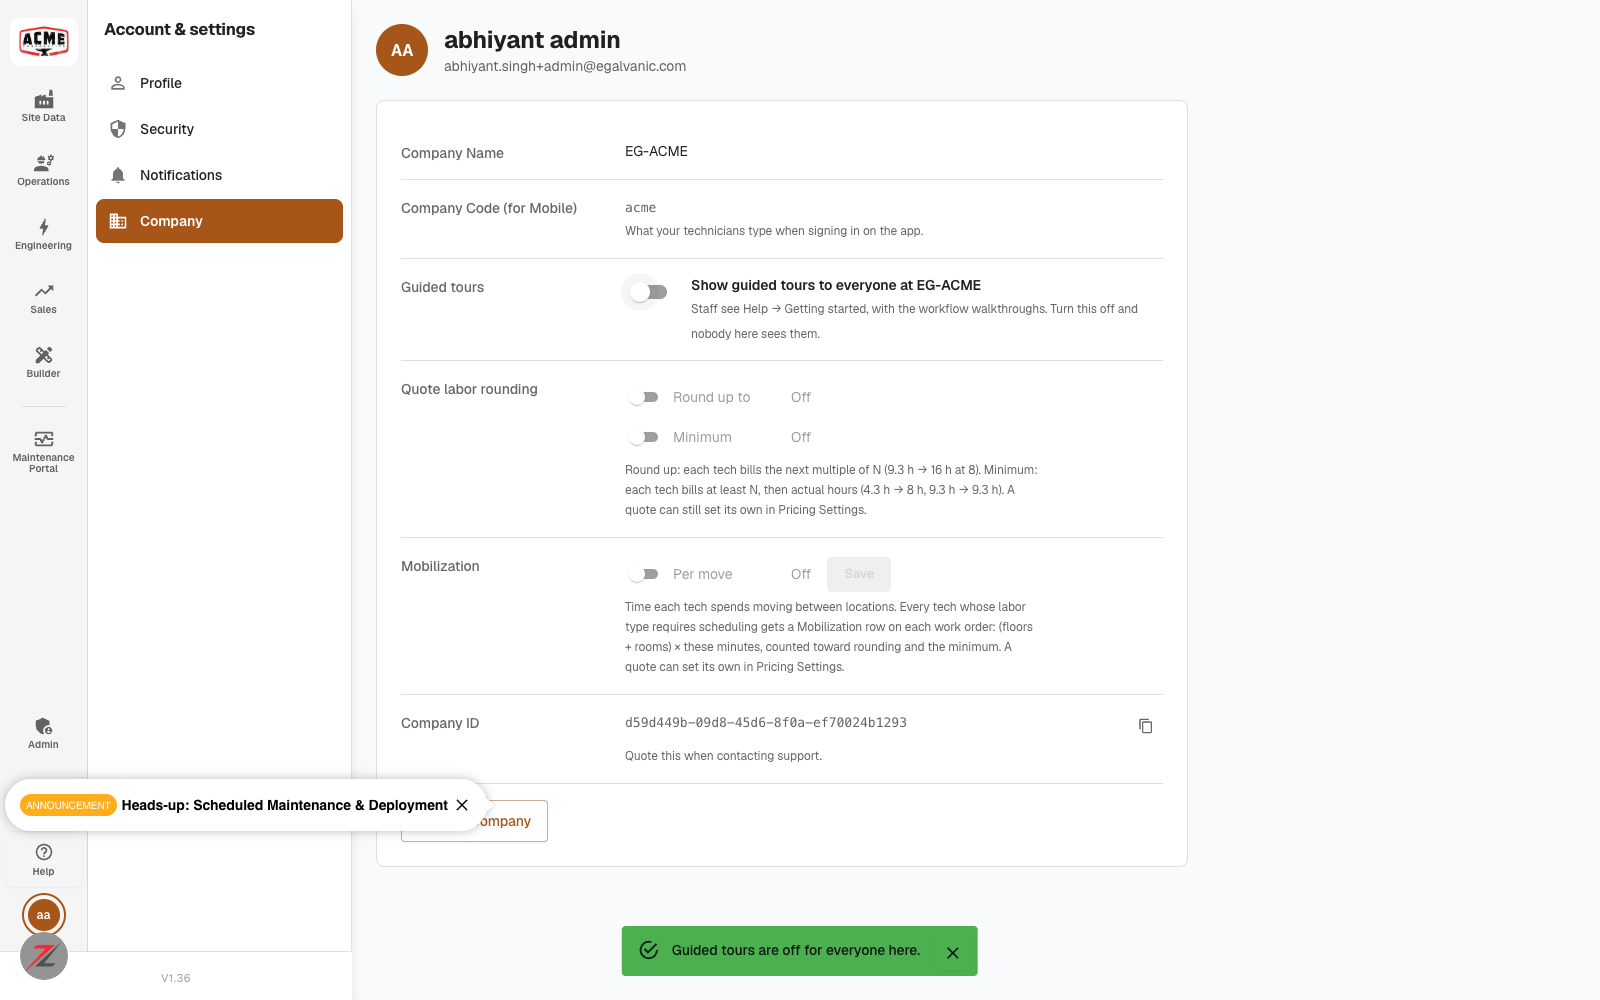 ACME
Site Data
Operations
Engineering
Sales
Builder
Maintenance
Portal
Admin
Help
aa
Account & settings
Profile
Security
Notifications
Company
V1.36
AA
abhiyant admin
abhiyant.singh+admin@egalvanic.com
Company Name
EG-ACME
Company Code (for Mobile)
acme
What your technicians type when signing in on the app.
Guided tours
Show guided tours to everyone at EG-ACME
Staff see Help → Getting started, with the workflow walkthroughs. Turn this off and
nobody here sees them.
Quote labor rounding
Round up to Off
Minimum Off
Round up: each tech bills the next multiple of N (9.3 h → 16 h at 8). Minimum:
each tech bills at least N, then actual hours (4.3 h → 8 h, 9.3 h → 9.3 h). A
quote can still set its own in Pricing Settings.
Mobilization
Per move Off Save
Time each tech spends moving between locations. Every tech whose labor
type requires scheduling gets a Mobilization row on each work order: (floors
+ rooms) × these minutes, counted toward rounding and the minimum. A
quote can set its own in Pricing Settings.
Company ID
d59d449b-09d8-45d6-8f0a-ef70024b1293
Quote this when contacting support.
ANNOUNCEMENT Heads-up: Scheduled Maintenance & Deployment
ompany
Guided tours are off for everyone here.